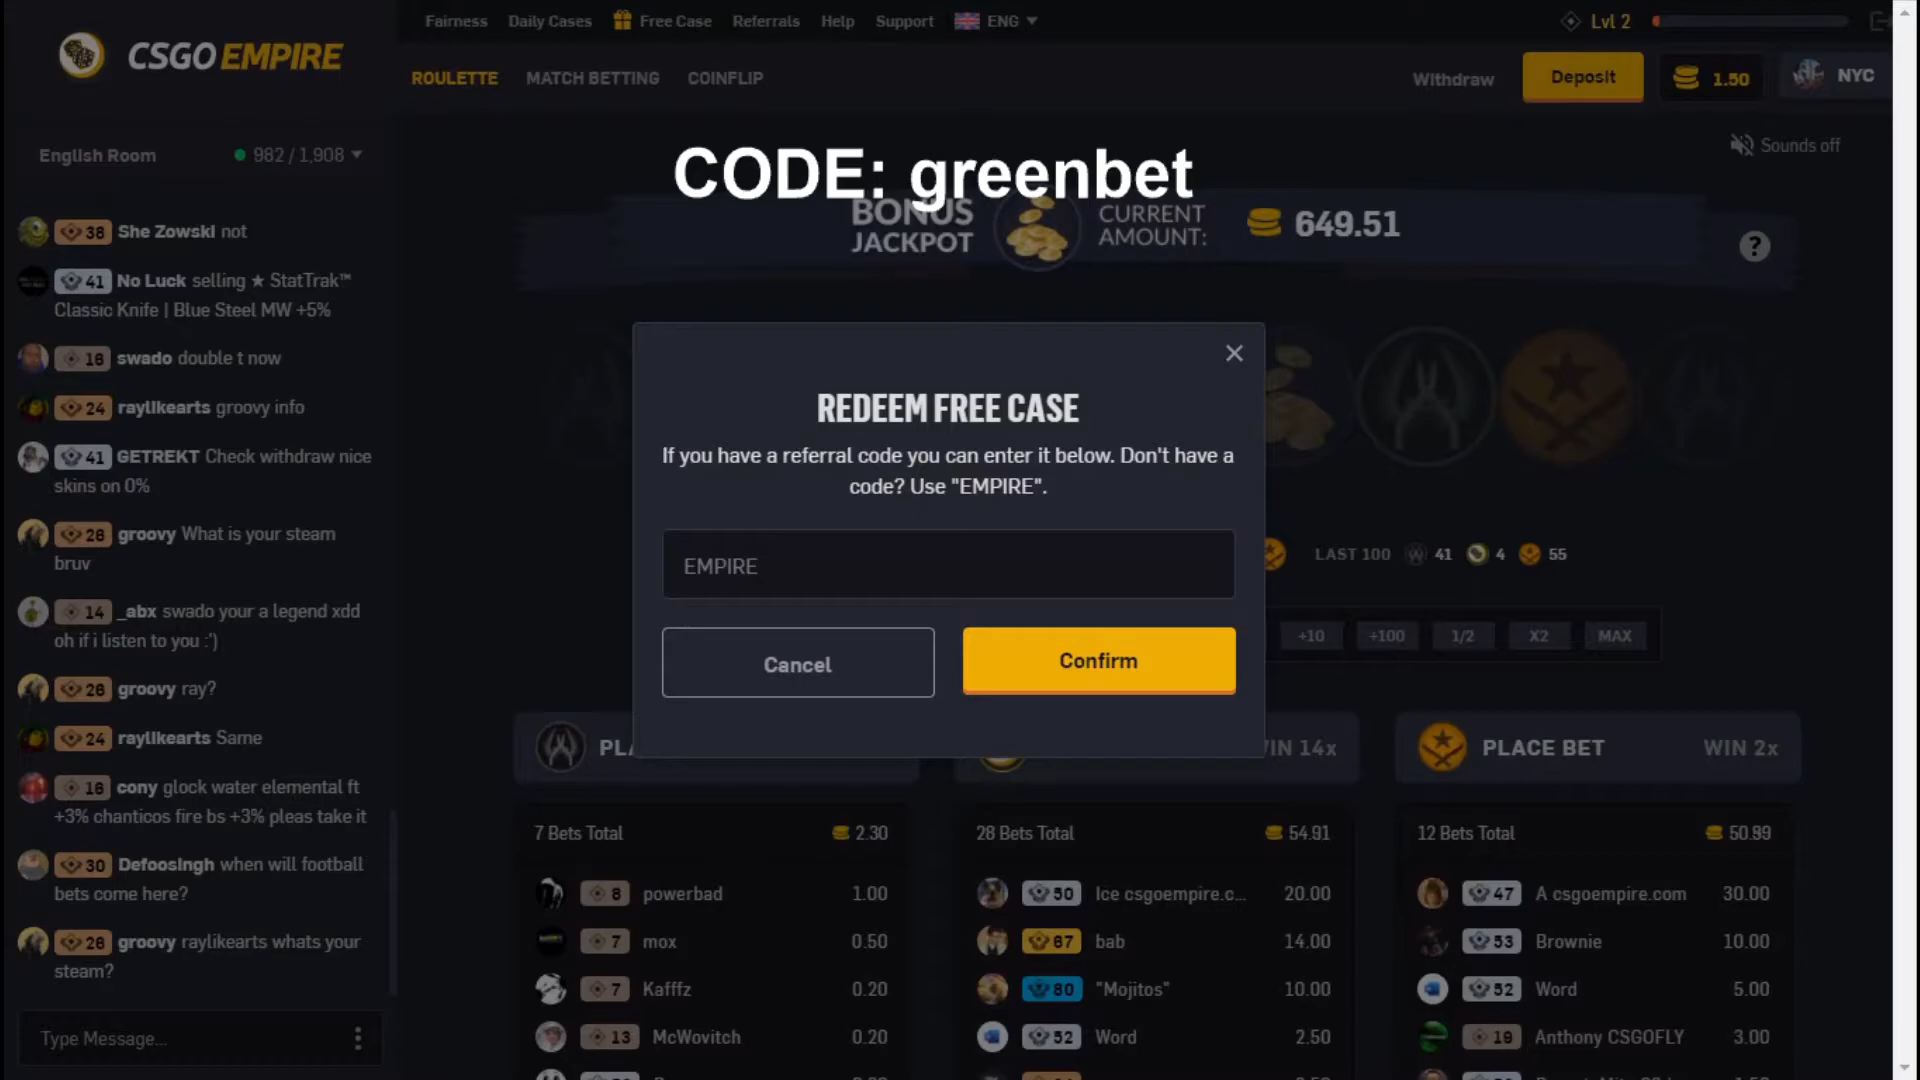 Fairness Daily Cases Free Case Referrals Help Support ENG Lvl 2
CSGOEMPIRE
ROULETTE MATCH BETTING COINFLIP Withdraw Deposit 1.50 NYC
English Room 982 / 1,908
Sounds off
CODE: greenbet
BONUS
JACKPOT
CURRENT
AMOUNT:
649.51
?
38 She Zowski not
41 No Luck selling ★ StatTrak™
Classic Knife | Blue Steel MW +5%
16 swado double t now
24 raylikearts groovy info
41 GETREKT Check withdraw nice
skins on 0%
26 groovy What is your steam
bruv
14 _abx swado your a legend xdd
oh if i listen to you :')
26 groovy ray?
24 raylikearts Same
16 cony glock water elemental ft
+3% chanticos fire bs +3% pleas take it
30 Defoosingh when will football
bets come here?
26 groovy raylikearts whats your
steam?
Type Message...
REDEEM FREE CASE
If you have a referral code you can enter it below. Don't have a
code? Use "EMPIRE".
EMPIRE
Cancel Confirm
LAST 100 41 4 55
+10 +100 1/2 X2 MAX
PLA
WIN 14x
PLACE BET WIN 2x
7 Bets Total 2.30
8 powerbad 1.00
7 mox 0.50
7 Kafffz 0.20
13 McWovitch 0.20
28 Bets Total 54.91
50 Ice csgoempire.c... 20.00
67 bab 14.00
80 "Mojitos" 10.00
52 Word 2.50
12 Bets Total 50.99
47 A csgoempire.com 30.00
53 Brownie 10.00
52 Word 5.00
19 Anthony CSGOFLY 3.00